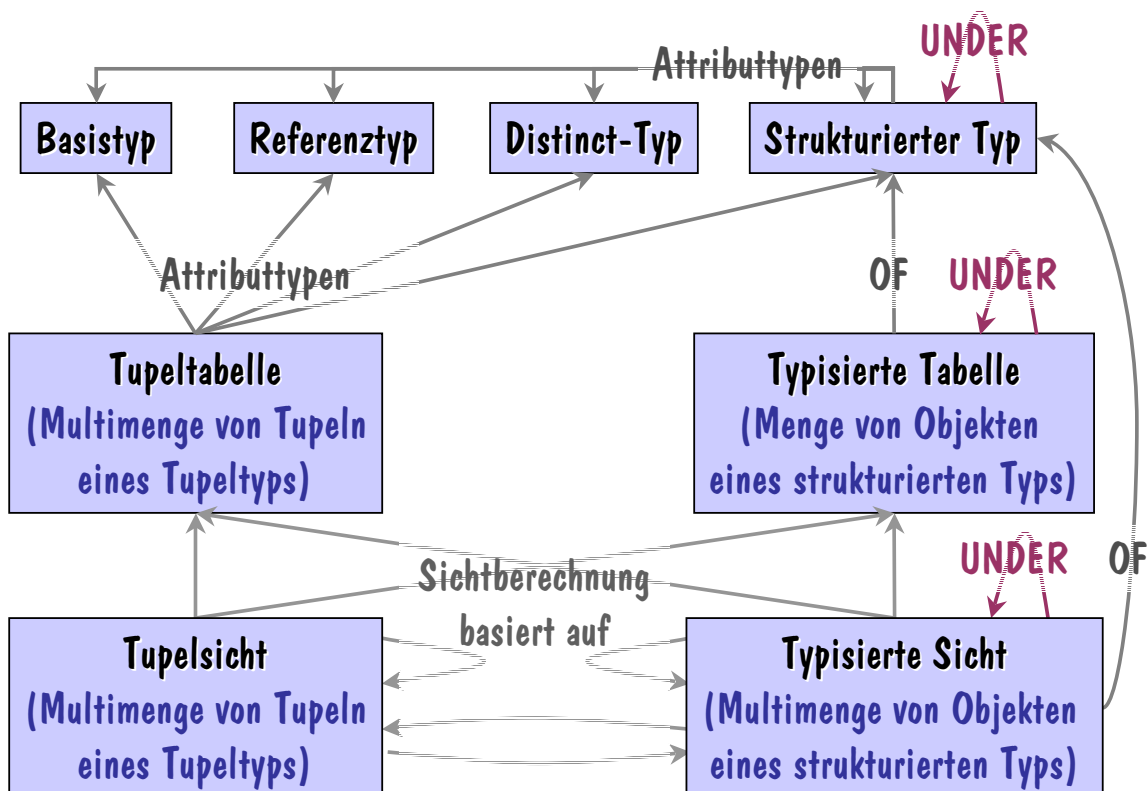 UNDER
Attributtypen
Basistyp
Referenztyp
Distinct-Typ
Strukturierter Typ
Attributtypen
OF
UNDER
Tupeltabelle
(Multimenge von Tupeln
eines Tupeltyps)
Typisierte Tabelle
(Menge von Objekten
eines strukturierten Typs)
Sichtberechnung
basiert auf
UNDER
OF
Tupelsicht
(Multimenge von Tupeln
eines Tupeltyps)
Typisierte Sicht
(Multimenge von Objekten
eines strukturierten Typs)